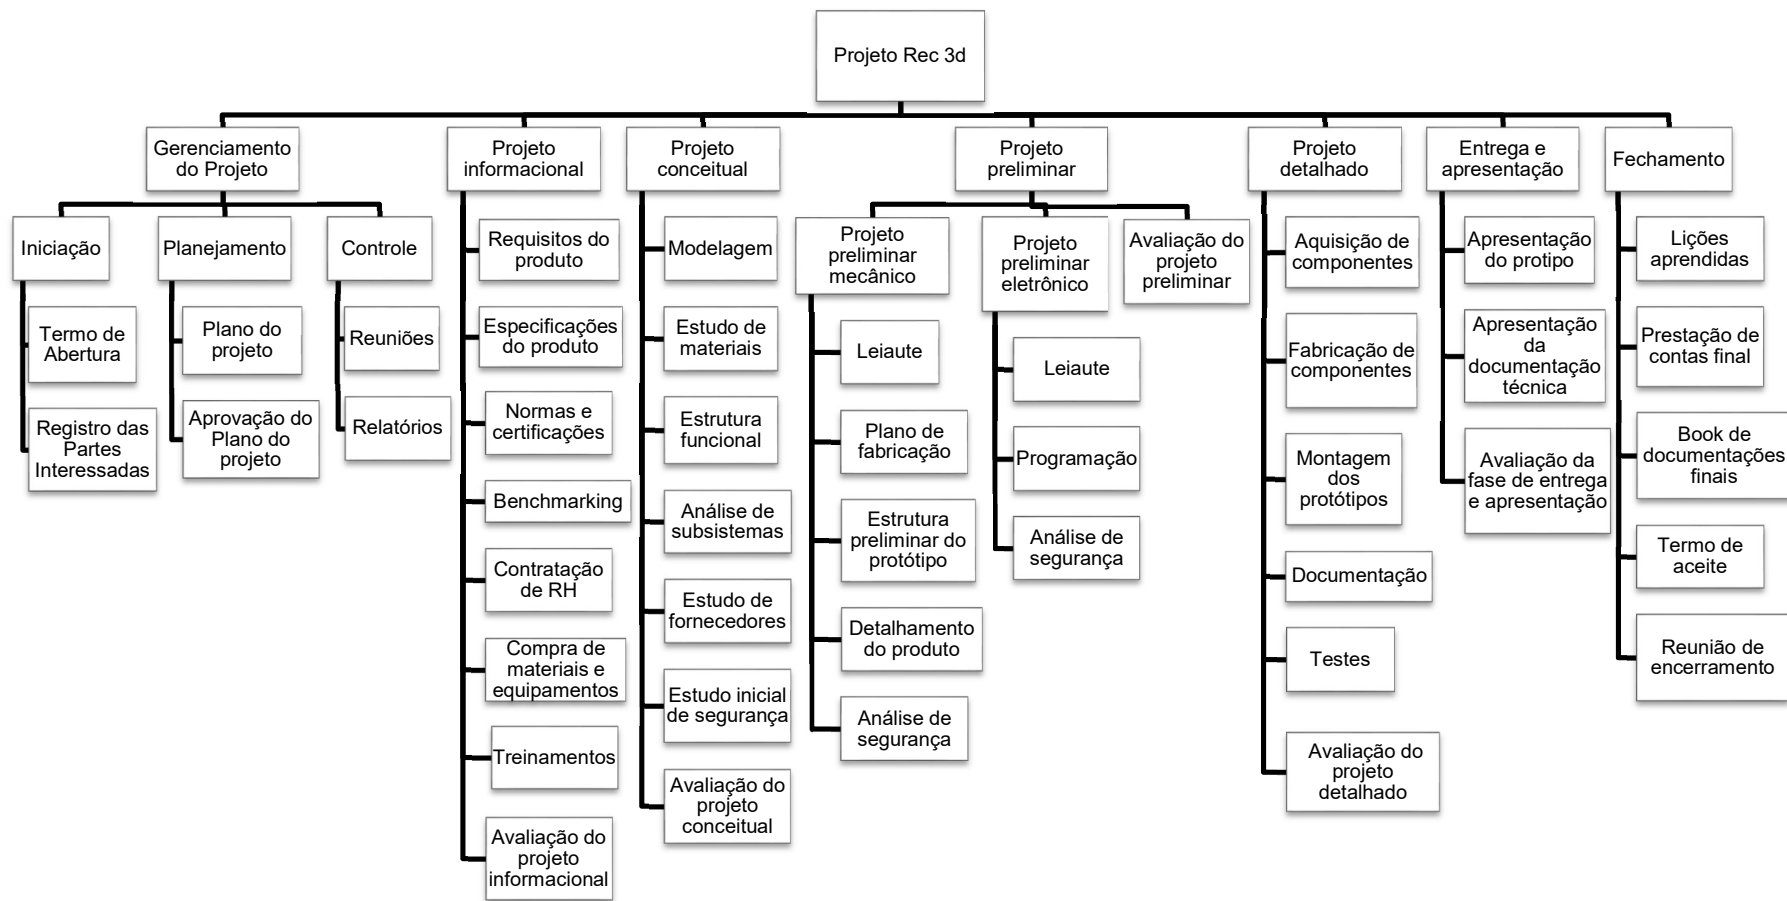 Projeto Rec 3d
Gerenciamento
do Projeto
Projeto
informacional
Projeto
conceitual
Projeto
preliminar
Projeto
detalhado
Entrega e
apresentação
Fechamento
Iniciação
Termo de
Abertura
Registro das
Partes
Interessadas
Planejamento
Plano do
projeto
Aprovação do
Plano do
projeto
Controle
Reuniões
Relatórios
Requisitos do
produto
Especificações
do produto
Normas e
certificações
Benchmarking
Contratação
de RH
Compra de
materiais e
equipamentos
Treinamentos
Avaliação do
projeto
informacional
Modelagem
Estudo de
materiais
Estrutura
funcional
Análise de
subsistemas
Estudo de
fornecedores
Estudo inicial
de segurança
Avaliação do
projeto
conceitual
Projeto
preliminar
mecânico
Leiaute
Plano de
fabricação
Estrutura
preliminar do
protótipo
Detalhamento
do produto
Análise de
segurança
Projeto
preliminar
eletrônico
Leiaute
Programação
Análise de
segurança
Avaliação do
projeto
preliminar
Aquisição de
componentes
Fabricação de
componentes
Montagem
dos
protótipos
Documentação
Testes
Avaliação do
projeto
detalhado
Apresentação
do protipo
Apresentação
da
documentação
técnica
Avaliação da
fase de entrega
e apresentação
Lições
aprendidas
Prestação de
contas final
Book de
documentações
finais
Termo de
aceite
Reunião de
encerramento